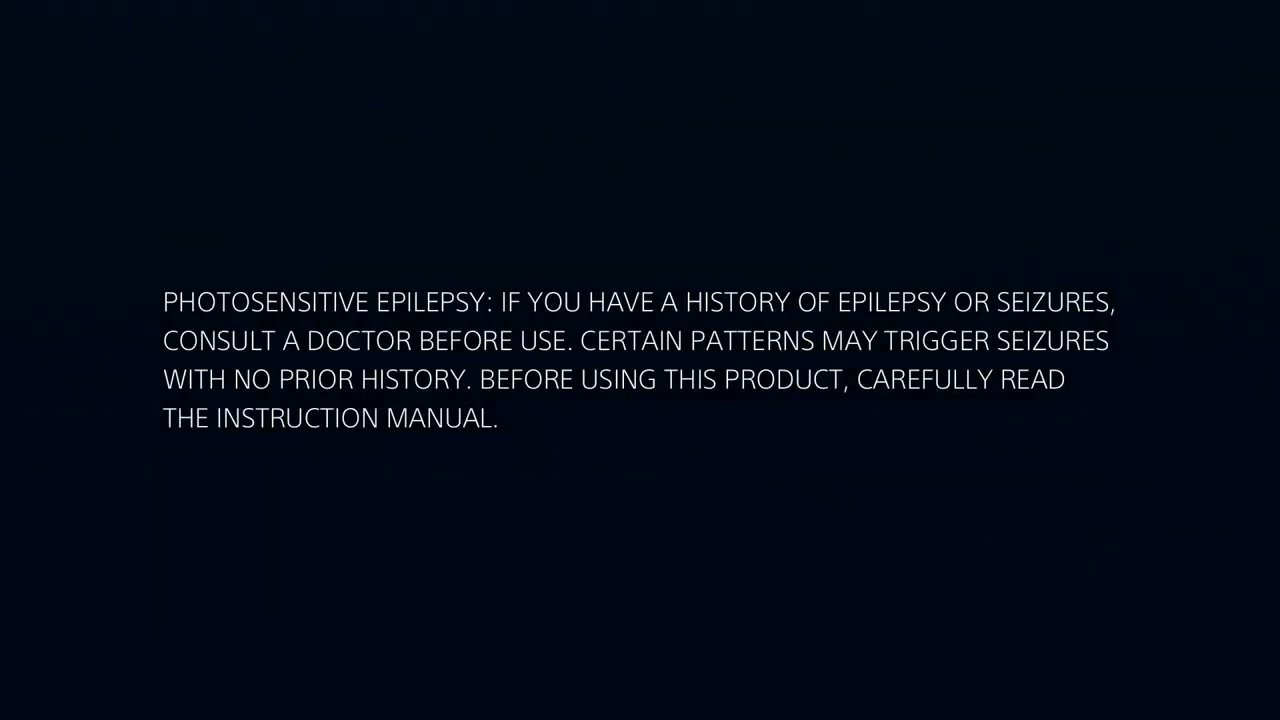 PHOTOSENSITIVE EPILEPSY: IF YOU HAVE A HISTORY OF EPILEPSY OR SEIZURES,
CONSULT A DOCTOR BEFORE USE. CERTAIN PATTERNS MAY TRIGGER SEIZURES
WITH NO PRIOR HISTORY. BEFORE USING THIS PRODUCT, CAREFULLY READ
THE INSTRUCTION MANUAL.